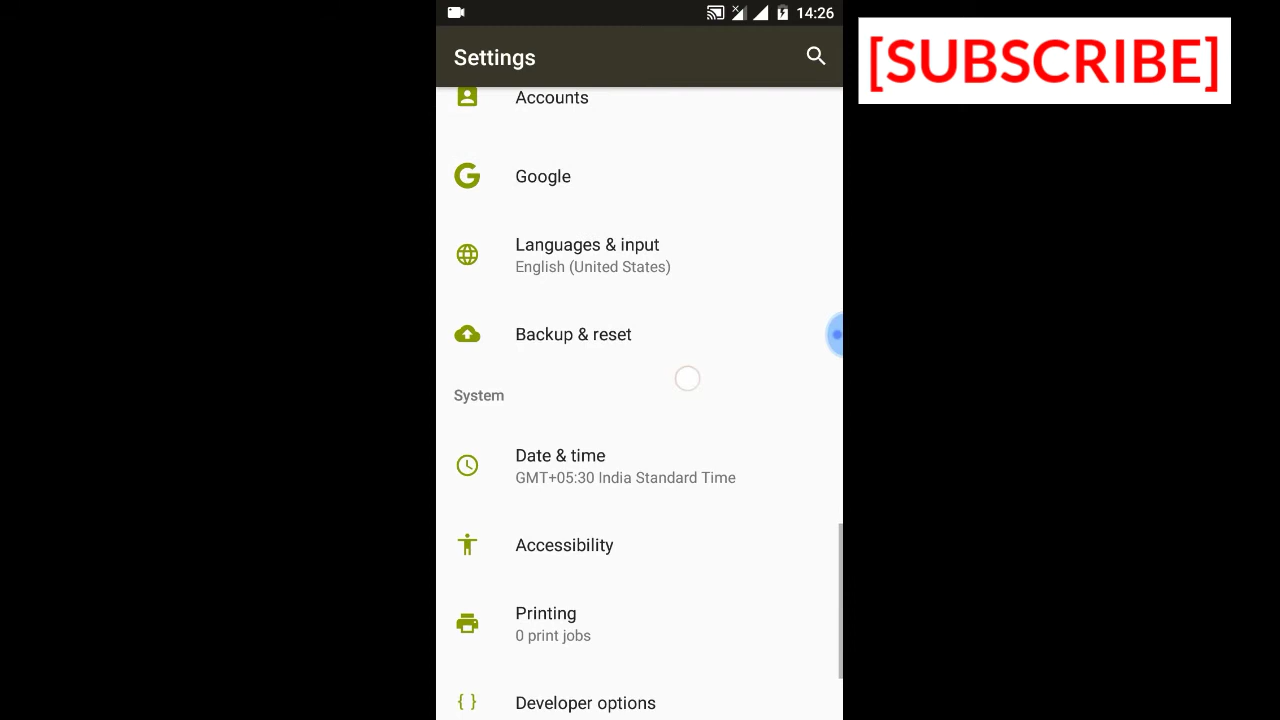 14:26
Settings
[SUBSCRIBE]
Accounts
Google
Languages & input
English (United States)
Backup & reset
System
Date & time
GMT+05:30 India Standard Time
Accessibility
Printing
0 print jobs
{ } Developer options